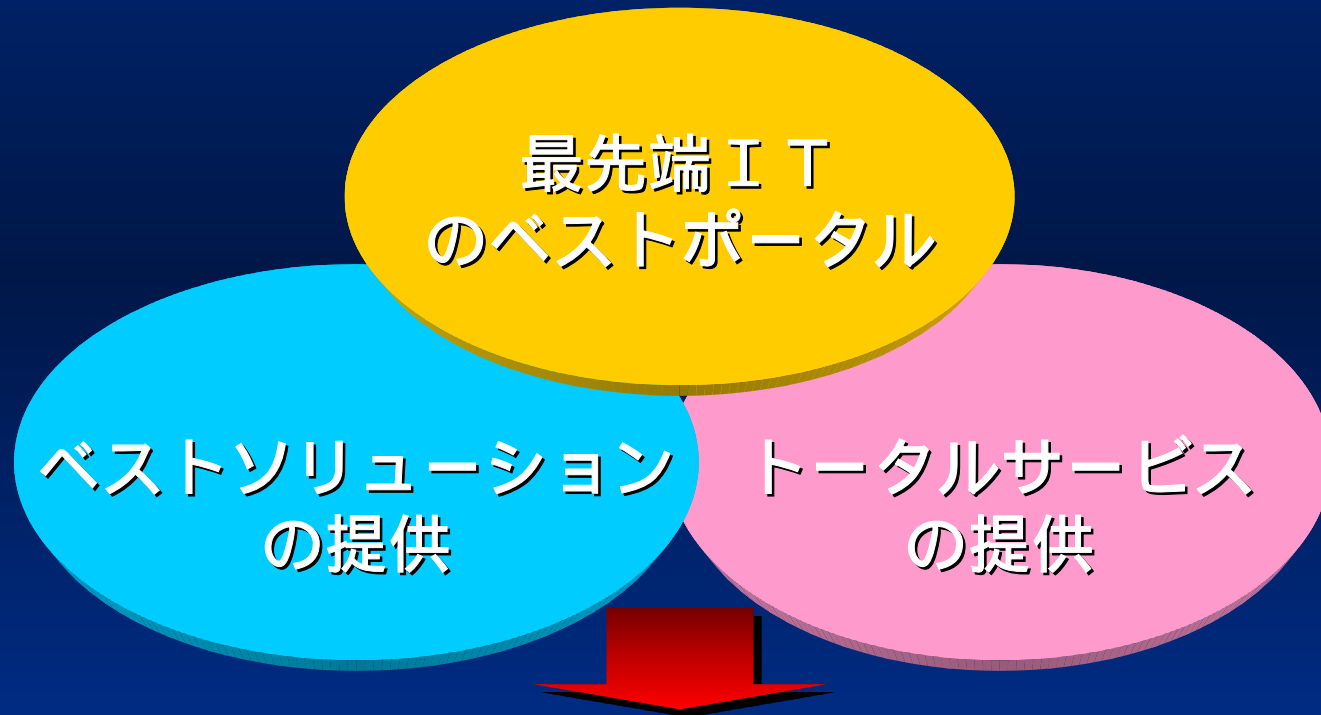 最先端ＩＴ
のベストポータル
ベストソリューション
の提供
トータルサービス
の提供